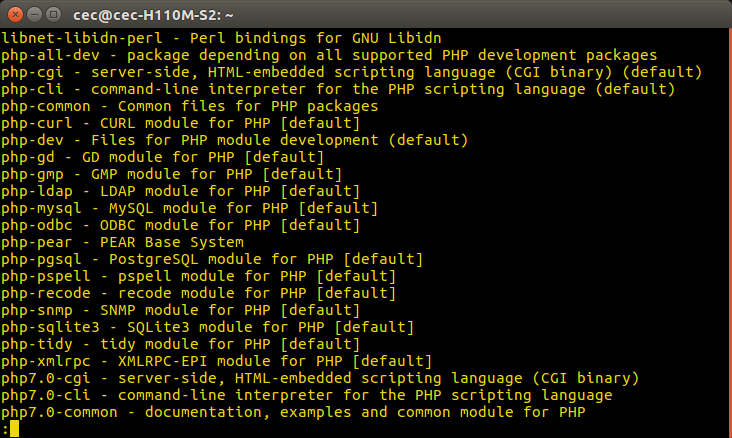 cec@cec-H110M-S2: ~
libnet-libidn-perl - Perl bindings for GNU Libidn
php-all-dev - package depending on all supported PHP development packages
php-cgi - server-side, HTML-embedded scripting language (CGI binary) (default)
php-cli - command-line interpreter for the PHP scripting language (default)
php-common - Common files for PHP packages
php-curl - CURL module for PHP [default]
php-dev - Files for PHP module development (default)
php-gd - GD module for PHP [default]
php-gmp - GMP module for PHP [default]
php-ldap - LDAP module for PHP [default]
php-mysql - MySQL module for PHP [default]
php-odbc - ODBC module for PHP [default]
php-pear - PEAR Base System
php-pgsql - PostgreSQL module for PHP [default]
php-pspell - pspell module for PHP [default]
php-recode - recode module for PHP [default]
php-snmp - SNMP module for PHP [default]
php-sqlite3 - SQLite3 module for PHP [default]
php-tidy - tidy module for PHP [default]
php-xmlrpc - XMLRPC-EPI module for PHP [default]
php7.0-cgi - server-side, HTML-embedded scripting language (CGI binary)
php7.0-cli - command-line interpreter for the PHP scripting language
php7.0-common - documentation, examples and common module for PHP
: